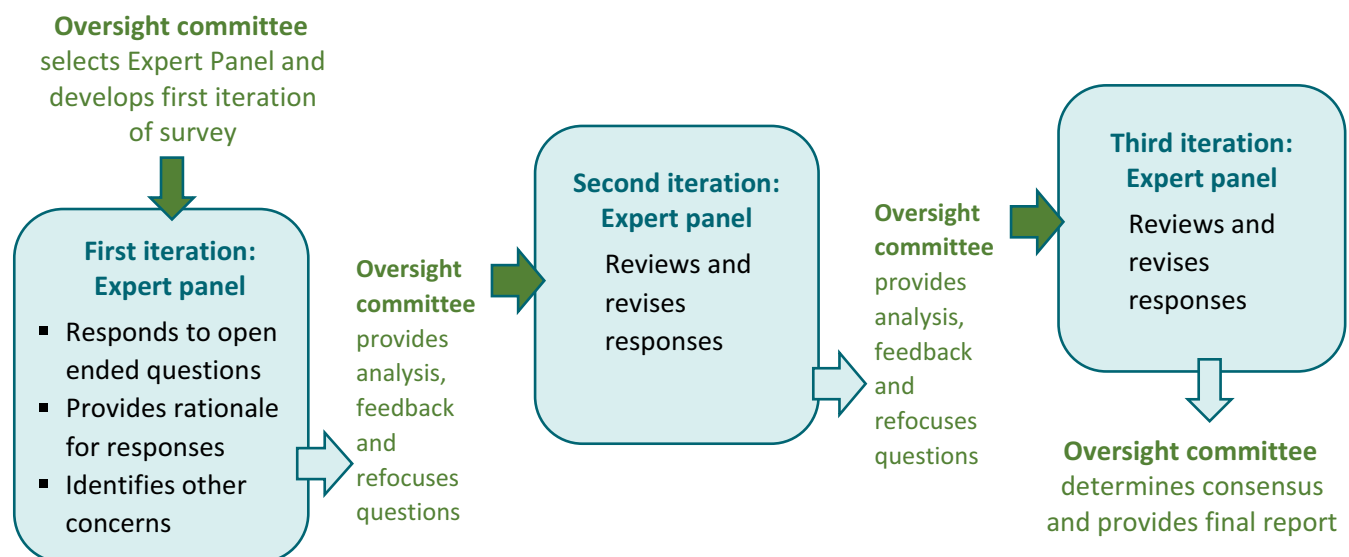 Oversight committee
selects Expert Panel and
develops first iteration
of survey
First iteration:
Expert panel
▪ Responds to open
ended questions
▪ Provides rationale
for responses
▪ Identifies other
concerns
Oversight
committee
provides
analysis,
feedback
and
refocuses
questions
Second iteration:
Expert panel
Reviews and
revises
responses
Oversight
committee
provides
analysis,
feedback
and
refocuses
questions
Third iteration:
Expert panel
Reviews and
revises
responses
Oversight committee
determines consensus
and provides final report